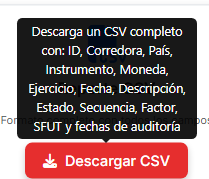 Descarga un CSV completo
con: ID, Corredora, País,
Instrumento, Moneda,
Ejercicio, Fecha, Descripción,
Estado, Secuencia, Factor,
SFUT y fechas de auditoría
Descargar CSV